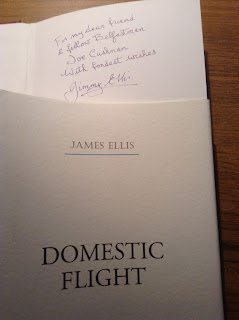 For my dear friend
& fellow Belfastman
Joe Cushnan
With fondest wishes
Jimmy Ellis.
JAMES ELLIS
DOMESTIC
FLIGHT